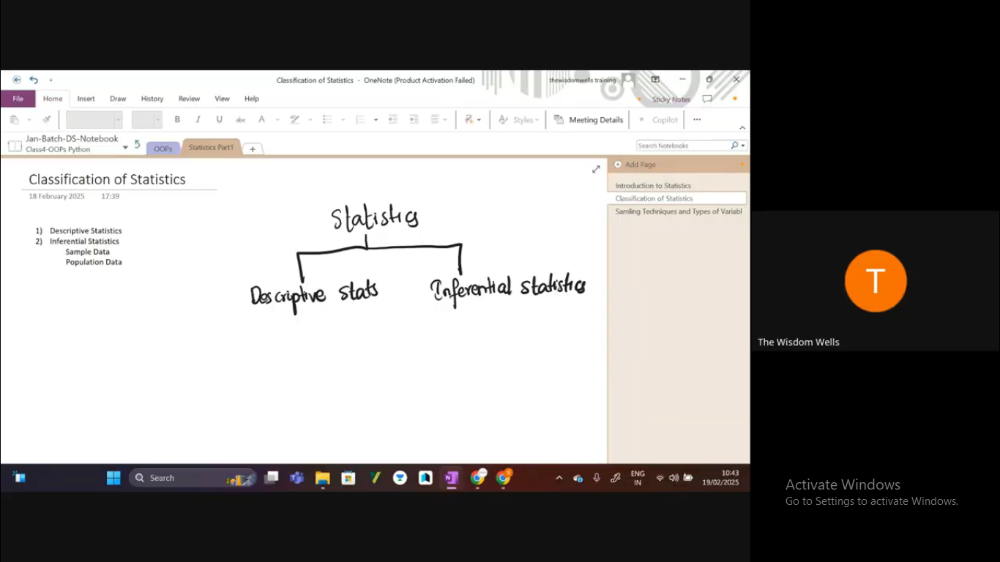 Classification of Statistics - OneNote (Product Activation Failed)
thewisdomwells training
File Home Insert Draw History Review View Help
Sticky Notes
B I U abc A
Styles
Meeting Details
Copilot
Jan-Batch-DS-Notebook
Class4-OOPs Python
OOPs
Statistics Part1
Search Notebooks
Classification of Statistics
18 February 2025 17:39
1) Descriptive Statistics
2) Inferential Statistics
Sample Data
Population Data
Statistics
Descriptive stats
Inferential statistics
Add Page
Introduction to Statistics
Classification of Statistics
Samling Techniques and Types of Variabl
T
The Wisdom Wells
Search
ENG
IN
10:43
19/02/2025
Activate Windows
Go to Settings to activate Windows.